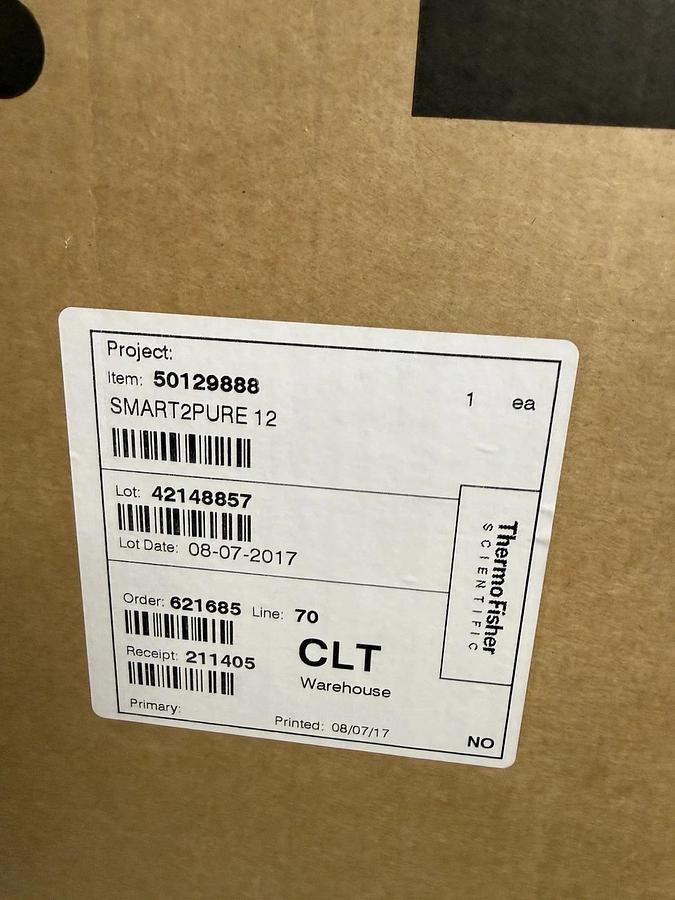 Project:
Item: 50129888
1 ea
SMART2PURE 12
Lot: 42148857
Lot Date: 08-07-2017
ThermoFisher
SCIENTIFIC
Order: 621685 Line: 70
Receipt: 211405
CLT
Warehouse
Primary:
Printed: 08/07/17
NO